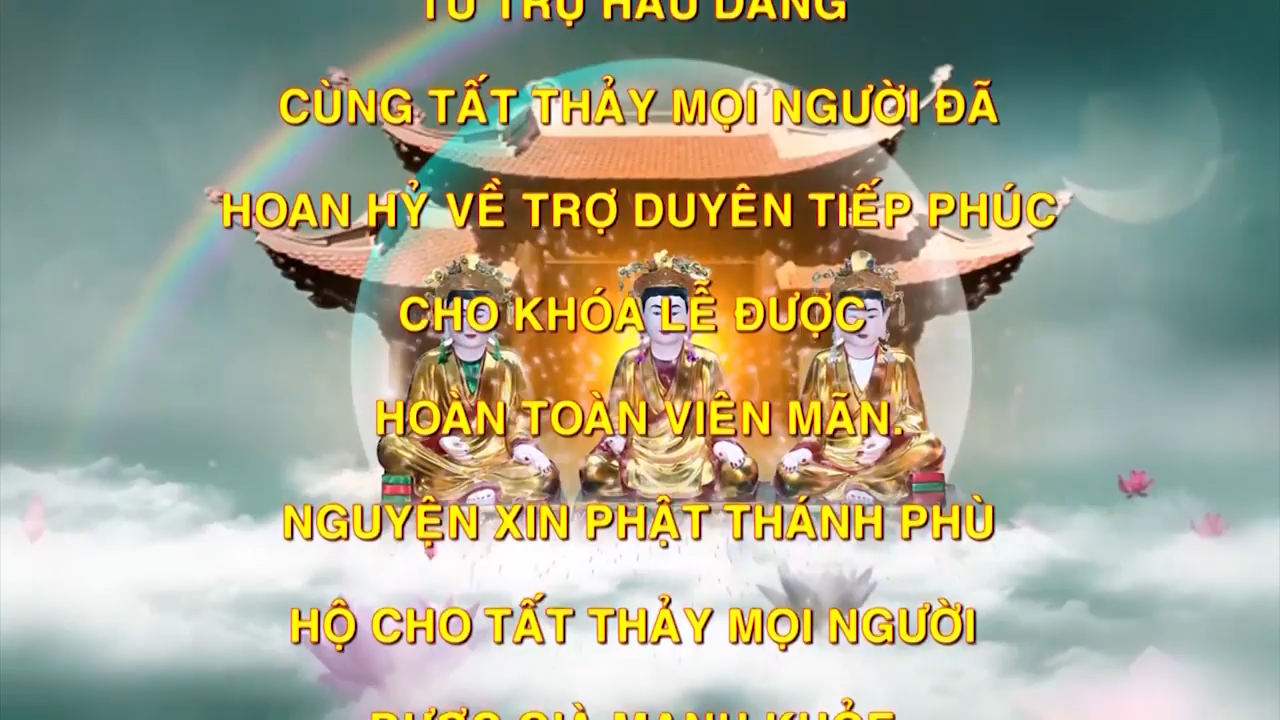 TỨ TRỤ HẦU DÂNG
CÙNG TẤT THẢY MỌI NGƯỜI ĐÃ
HOAN HỶ VỀ TRỢ DUYÊN TIẾP PHÚC
CHO KHÓA LỄ ĐƯỢC
HOÀN TOÀN VIÊN MÃN.
NGUYỆN XIN PHẬT THÁNH PHÙ
HỘ CHO TẤT THẢY MỌI NGƯỜI
ĐƯỢC GIÀ MẠNH KHỎE